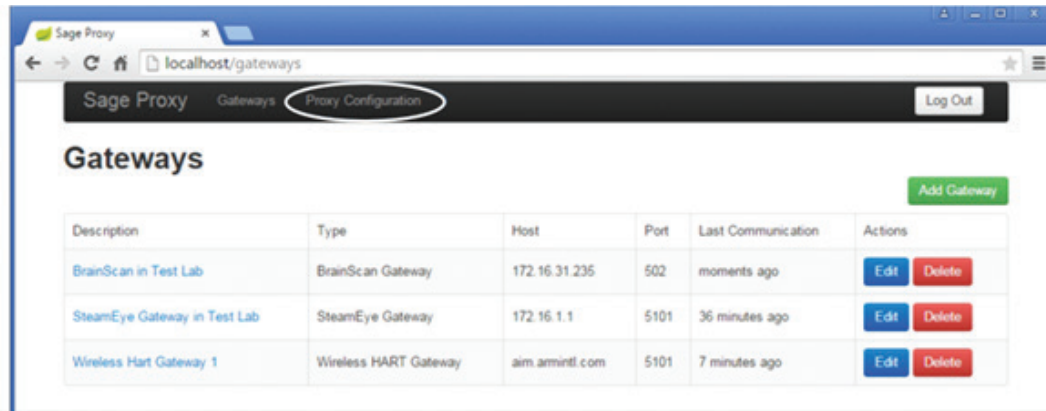 Sage Proxy
localhost/gateways
Sage Proxy Gateways Proxy Configuration Log Out
Gateways
Add Gateway
Description Type Host Port Last Communication Actions
BrainScan in Test Lab BrainScan Gateway 172.16.31.235 502 moments ago Edit Delete
SteamEye Gateway in Test Lab SteamEye Gateway 172.16.1.1 5101 36 minutes ago Edit Delete
Wireless Hart Gateway 1 Wireless HART Gateway aim.armintl.com 5101 7 minutes ago Edit Delete